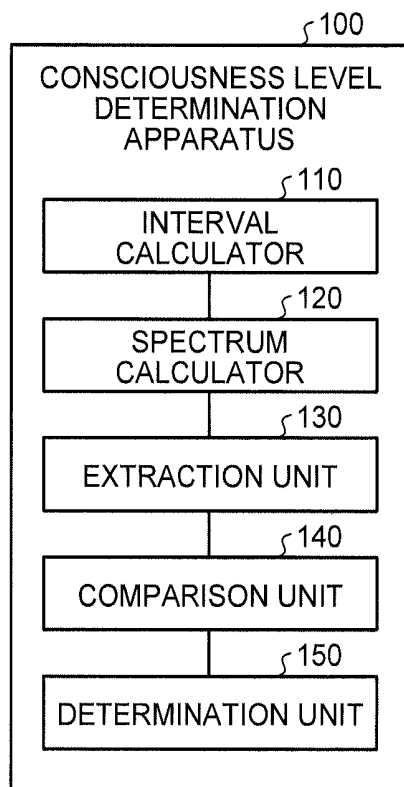 100
CONSCIOUSNESS LEVEL
DETERMINATION
APPARATUS
110
INTERVAL
CALCULATOR
120
SPECTRUM
CALCULATOR
130
EXTRACTION UNIT
140
COMPARISON UNIT
150
DETERMINATION UNIT